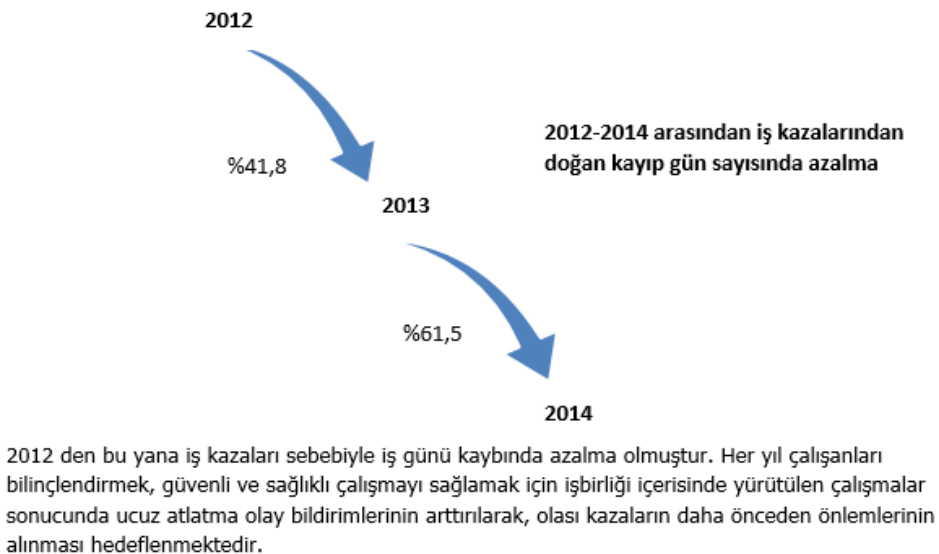 2012
2012-2014 arasından iş kazalarından
doğan kayıp gün sayısında azalma
%41,8
2013
%61,5
2014
2012 den bu yana iş kazaları sebebiyle iş günü kaybında azalma olmuştur. Her yıl çalışanları
bilinçlendirmek, güvenli ve sağlıklı çalışmayı sağlamak için işbirliği içerisinde yürütülen çalışmalar
sonucunda ucuz atlatma olay bildirimlerinin arttırılarak, olası kazaların daha önceden önlemlerinin
alınması hedeflenmektedir.